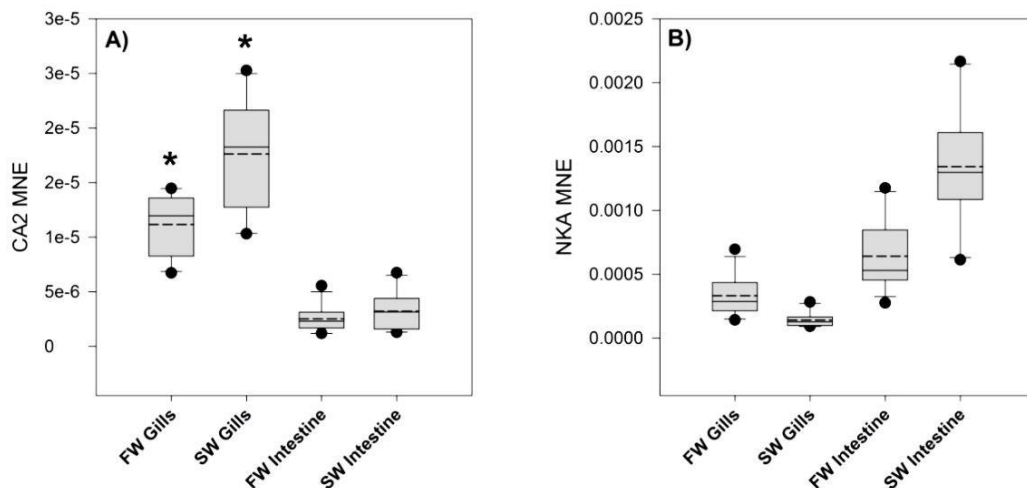 A)
CA2 MNE
3e-5
3e-5
2e-5
2e-5
1e-5
5e-6
0
*
*
FW Gills
SW Gills
FW Intestine
SW Intestine
B)
NKA MNE
0.0025
0.0020
0.0015
0.0010
0.0005
0.0000
FW Gills
SW Gills
FW Intestine
SW Intestine